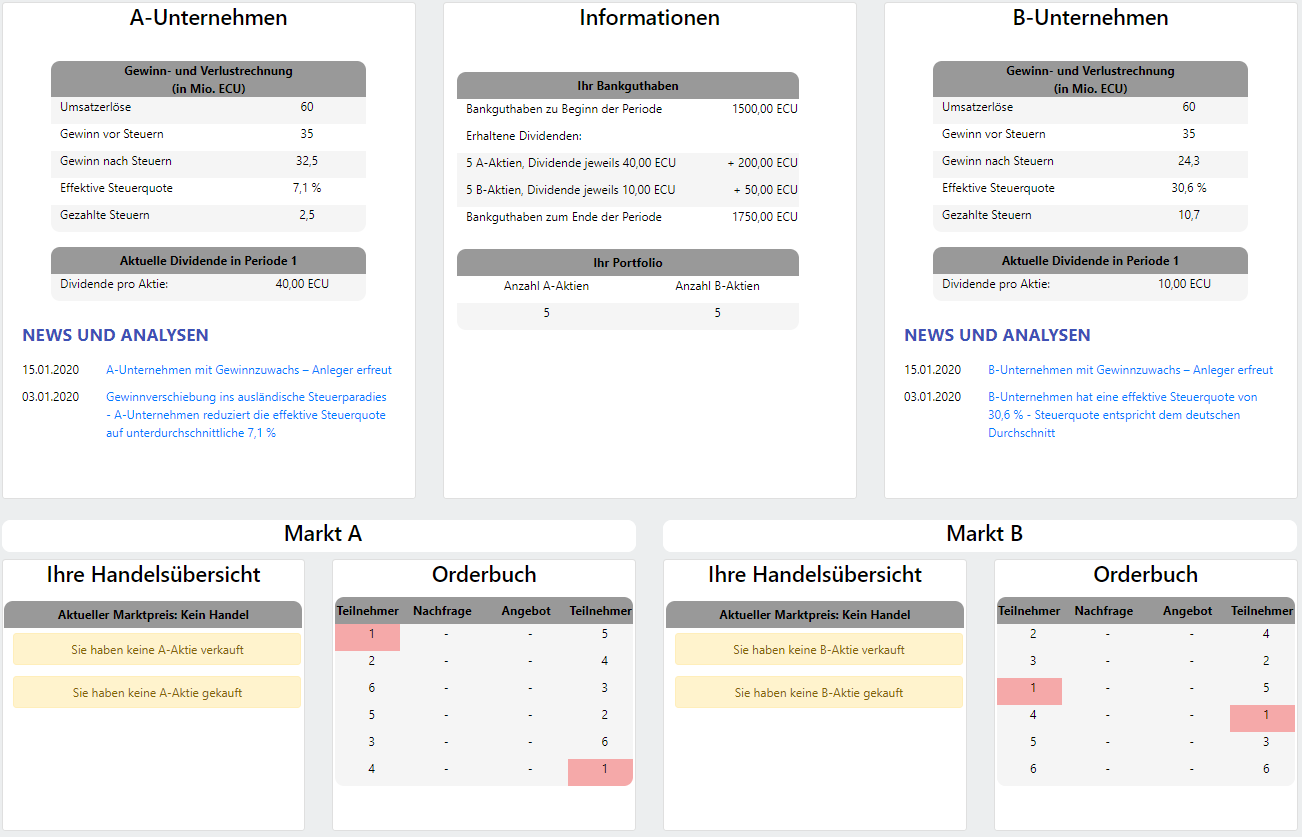 A-Unternehmen
Gewinn- und Verlustrechnung
(in Mio. ECU)
Umsatzerlöse 60
Gewinn vor Steuern 35
Gewinn nach Steuern 32,5
Effektive Steuerquote 7,1 %
Gezahlte Steuern 2,5
Aktuelle Dividende in Periode 1
Dividende pro Aktie: 40,00 ECU
NEWS UND ANALYSEN
15.01.2020 A-Unternehmen mit Gewinnzuwachs – Anleger erfreut
03.01.2020 Gewinnverschiebung ins ausländische Steuerparadies
- A-Unternehmen reduziert die effektive Steuerquote
auf unterdurchschnittliche 7,1 %
Informationen
Ihr Bankguthaben
Bankguthaben zu Beginn der Periode 1500,00 ECU
Erhaltene Dividenden:
5 A-Aktien, Dividende jeweils 40,00 ECU + 200,00 ECU
5 B-Aktien, Dividende jeweils 10,00 ECU + 50,00 ECU
Bankguthaben zum Ende der Periode 1750,00 ECU
Ihr Portfolio
Anzahl A-Aktien Anzahl B-Aktien
5 5
B-Unternehmen
Gewinn- und Verlustrechnung
(in Mio. ECU)
Umsatzerlöse 60
Gewinn vor Steuern 35
Gewinn nach Steuern 24,3
Effektive Steuerquote 30,6 %
Gezahlte Steuern 10,7
Aktuelle Dividende in Periode 1
Dividende pro Aktie: 10,00 ECU
NEWS UND ANALYSEN
15.01.2020 B-Unternehmen mit Gewinnzuwachs – Anleger erfreut
03.01.2020 B-Unternehmen hat eine effektive Steuerquote von
30,6 % - Steuerquote entspricht dem deutschen
Durchschnitt
Markt A
Ihre Handelsübersicht
Aktueller Marktpreis: Kein Handel
Sie haben keine A-Aktie verkauft
Sie haben keine A-Aktie gekauft
Orderbuch
Teilnehmer Nachfrage Angebot Teilnehmer
1 - - 5
2 - - 4
6 - - 3
5 - - 2
3 - - 6
4 - - 1
Markt B
Ihre Handelsübersicht
Aktueller Marktpreis: Kein Handel
Sie haben keine B-Aktie verkauft
Sie haben keine B-Aktie gekauft
Orderbuch
Teilnehmer Nachfrage Angebot Teilnehmer
2 - - 4
3 - - 2
1 - - 5
4 - - 1
5 - - 3
6 - - 6